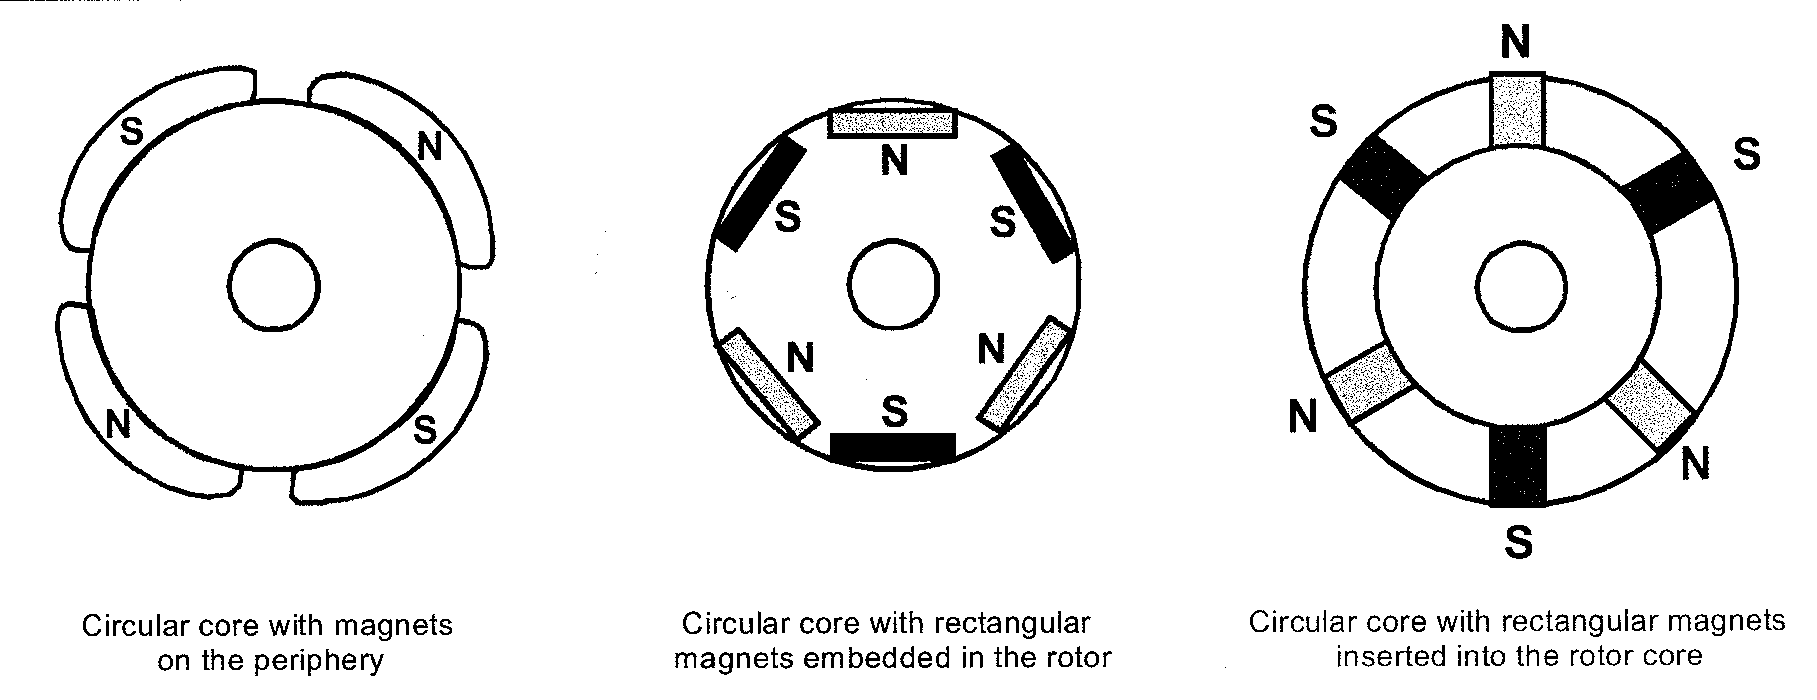 S
N
N
S
Circular core with magnets
on the periphery
N
S
S
N
N
S
Circular core with rectangular
magnets embedded in the rotor
N
S
S
N
N
S
Circular core with rectangular magnets
inserted into the rotor core